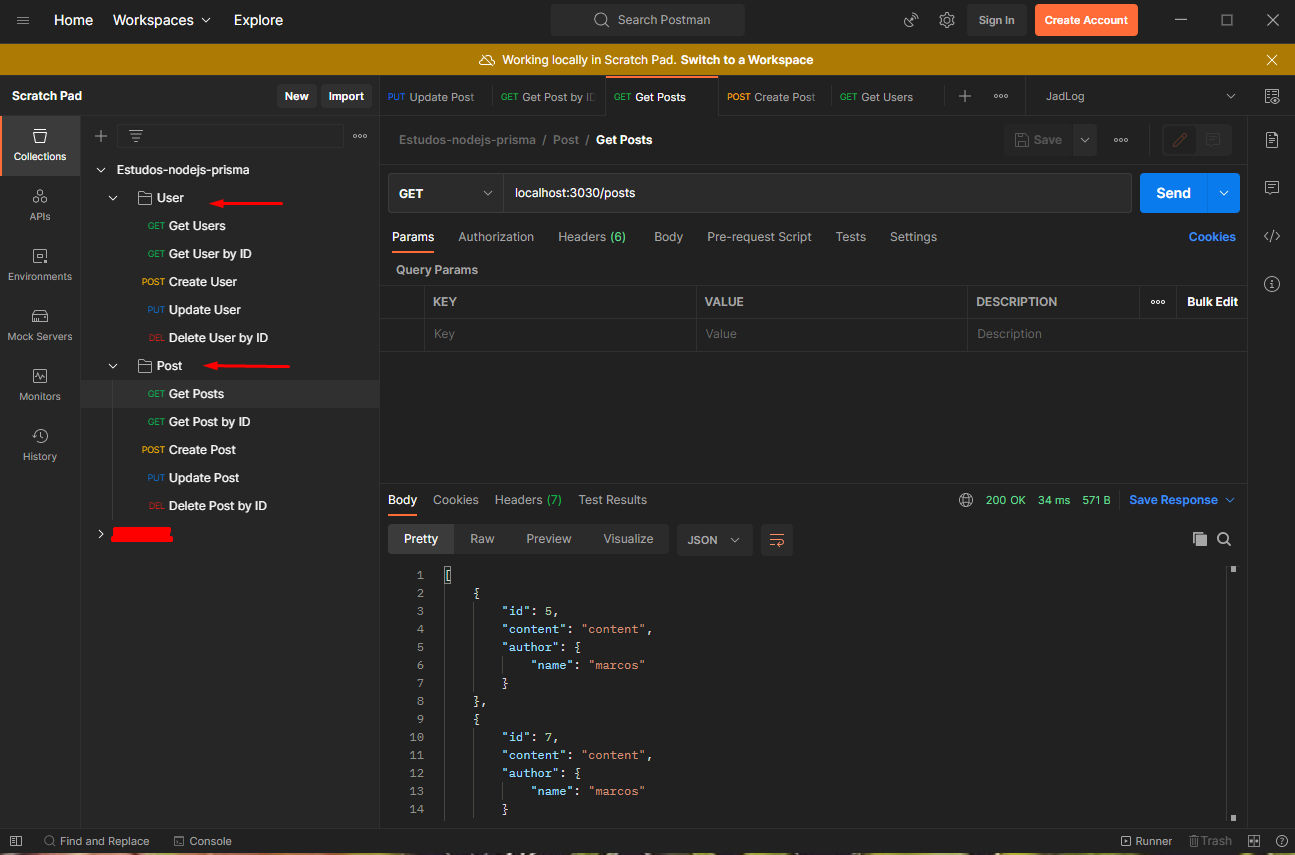 Home Workspaces Explore Search Postman Sign In Create Account
Working locally in Scratch Pad. Switch to a Workspace
Scratch Pad New Import
PUT Update Post GET Get Post by ID GET Get Posts POST Create Post GET Get Users JadLog
Collections
APIs
Environments
Mock Servers
Monitors
History
Estudos-nodejs-prisma
User
GET Get Users
GET Get User by ID
POST Create User
PUT Update User
DEL Delete User by ID
Post
GET Get Posts
GET Get Post by ID
POST Create Post
PUT Update Post
DEL Delete Post by ID
Estudos-nodejs-prisma / Post / Get Posts Save
GET localhost:3030/posts Send
Params Authorization Headers (6) Body Pre-request Script Tests Settings Cookies
Query Params
KEY VALUE DESCRIPTION Bulk Edit
Key Value Description
Body Cookies Headers (7) Test Results 200 OK 34 ms 571 B Save Response
Pretty Raw Preview Visualize JSON
1 [
2 {
3 "id": 5,
4 "content": "content",
5 "author": {
6 "name": "marcos"
7 }
8 },
9 {
10 "id": 7,
11 "content": "content",
12 "author": {
13 "name": "marcos"
14 }
Find and Replace Console Runner Trash